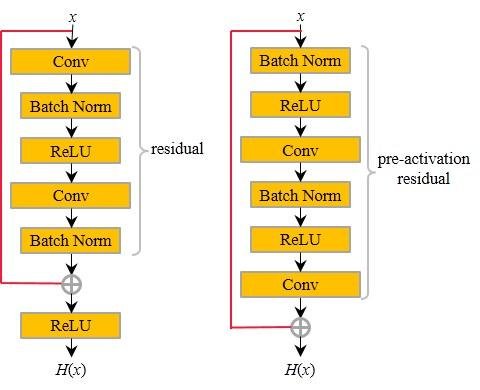 x
Conv
Batch Norm
ReLU
Conv
Batch Norm
residual
ReLU
H(x)
x
Batch Norm
ReLU
Conv
Batch Norm
ReLU
Conv
pre-activation
residual
H(x)